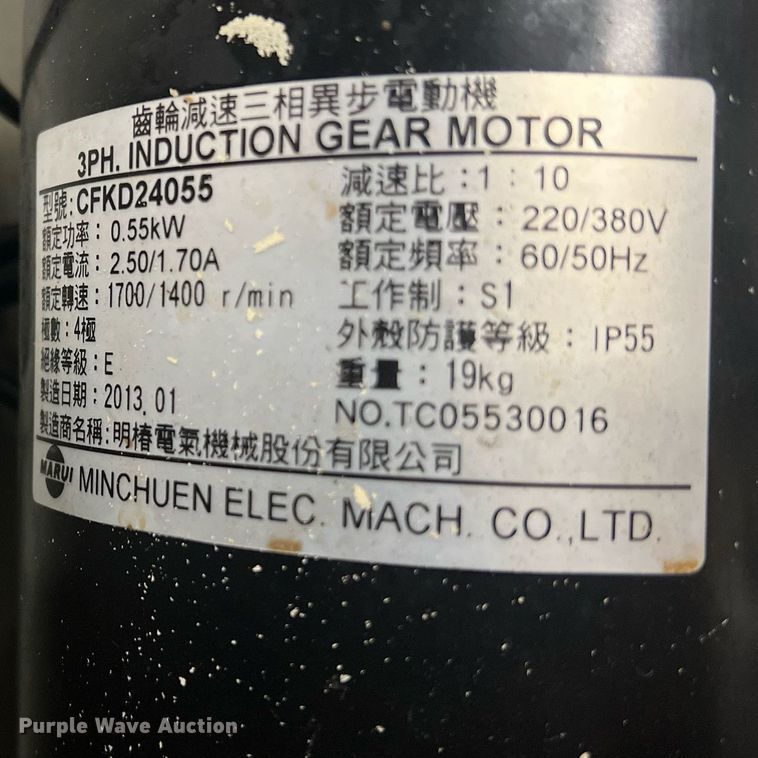 齒輪減速三相異步電動機
3PH. INDUCTION GEAR MOTOR
型號:CFKD24055
額定功率：0.55kW
額定電流：2.50/1.70A
額定轉速：1700/1400 r/min
極數：4極
絕緣等級：E
製造日期：2013.01
減速比：1：10
額定電壓：220/380V
額定頻率：60/50Hz
工作制：S1
外殼防護等級：IP55
重量：19kg
NO.TC05530016
製造商名稱:明椿電氣機械股份有限公司
MARUI MINCHUEN ELEC. MACH. CO.,LTD.
Purple Wave Auction